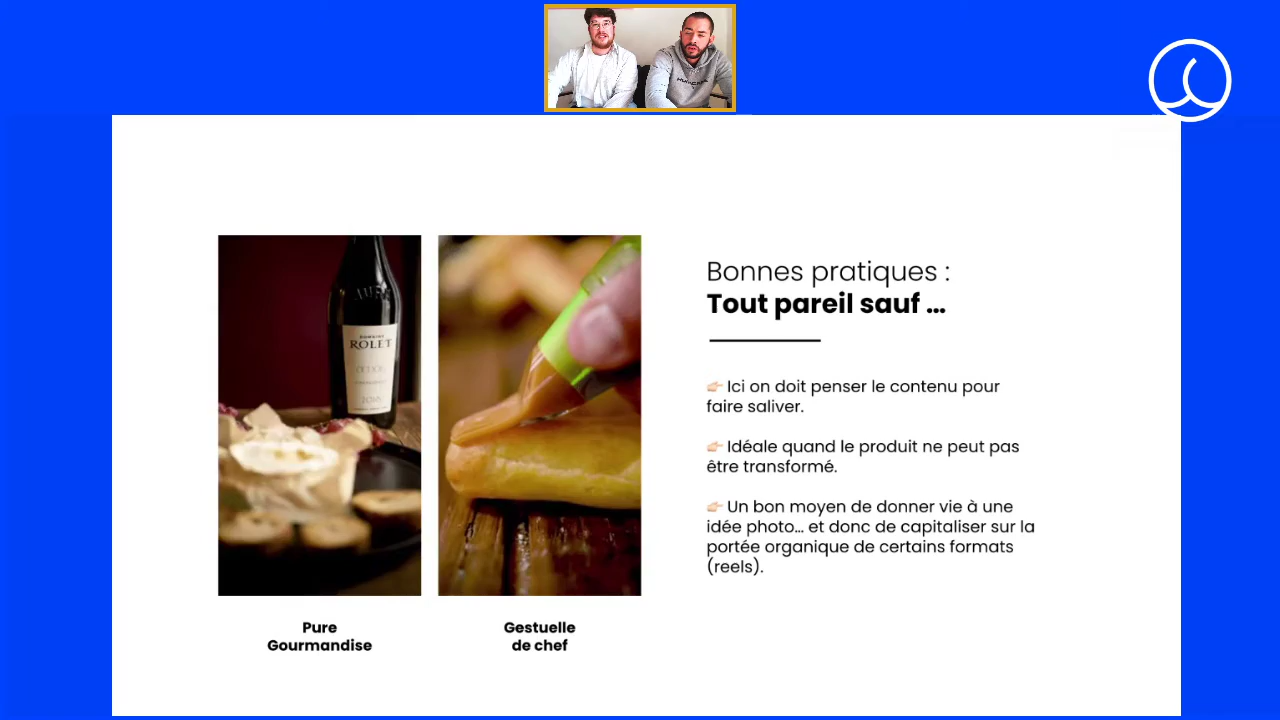 Bonnes pratiques :
Tout pareil sauf ...
👉🏻 Ici on doit penser le contenu pour
faire saliver.
👉🏻 Idéale quand le produit ne peut pas
être transformé.
👉🏻 Un bon moyen de donner vie à une
idée photo... et donc de capitaliser sur la
portée organique de certains formats
(reels).
DOMAINE
ROLET
2016
Pure
Gourmandise
Gestuelle
de chef